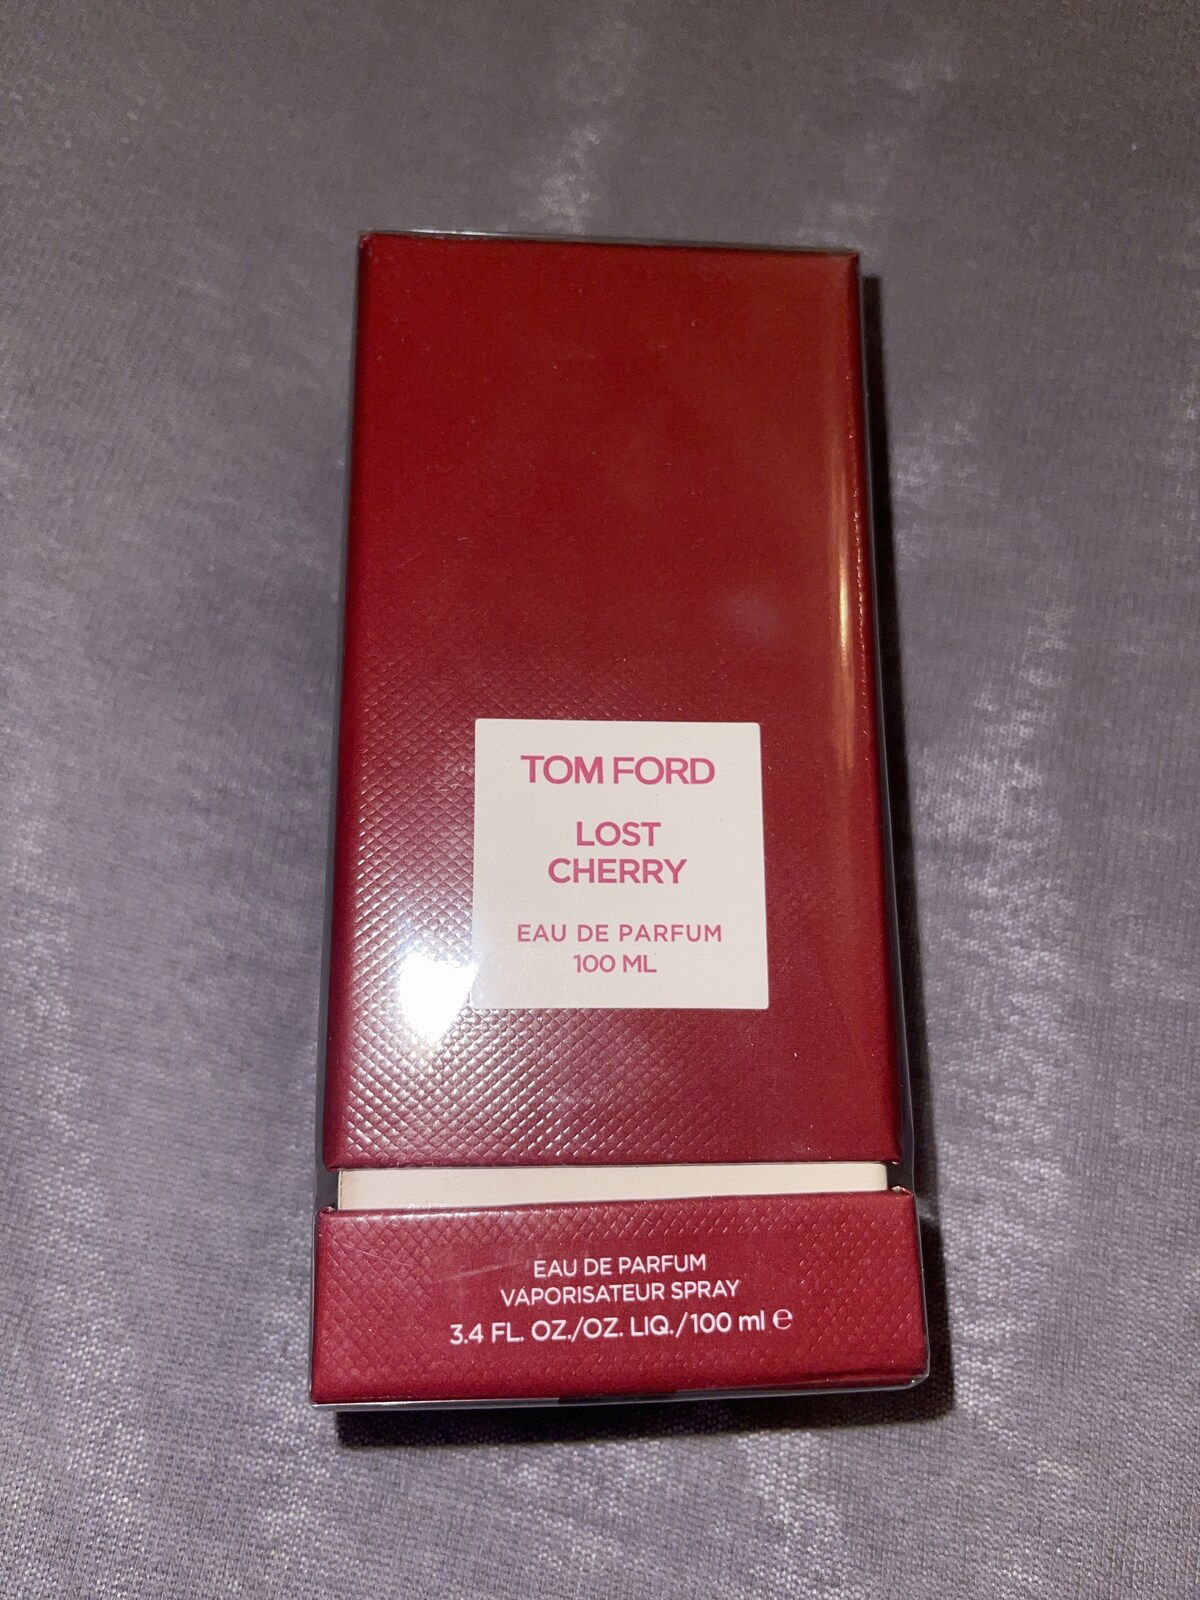 TOM FORD
LOST
CHERRY
EAU DE PARFUM
100 ML
EAU DE PARFUM
VAPORISATEUR SPRAY
3.4 FL. OZ./OZ. LIQ./100 ml ℮